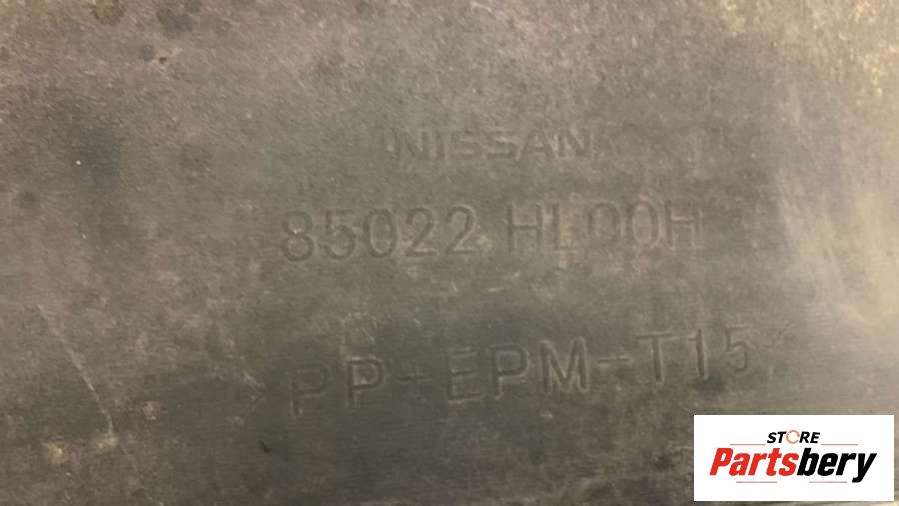 NISSAN
85022 HL00H
PP+EPM-T15
STORE
Partsbery